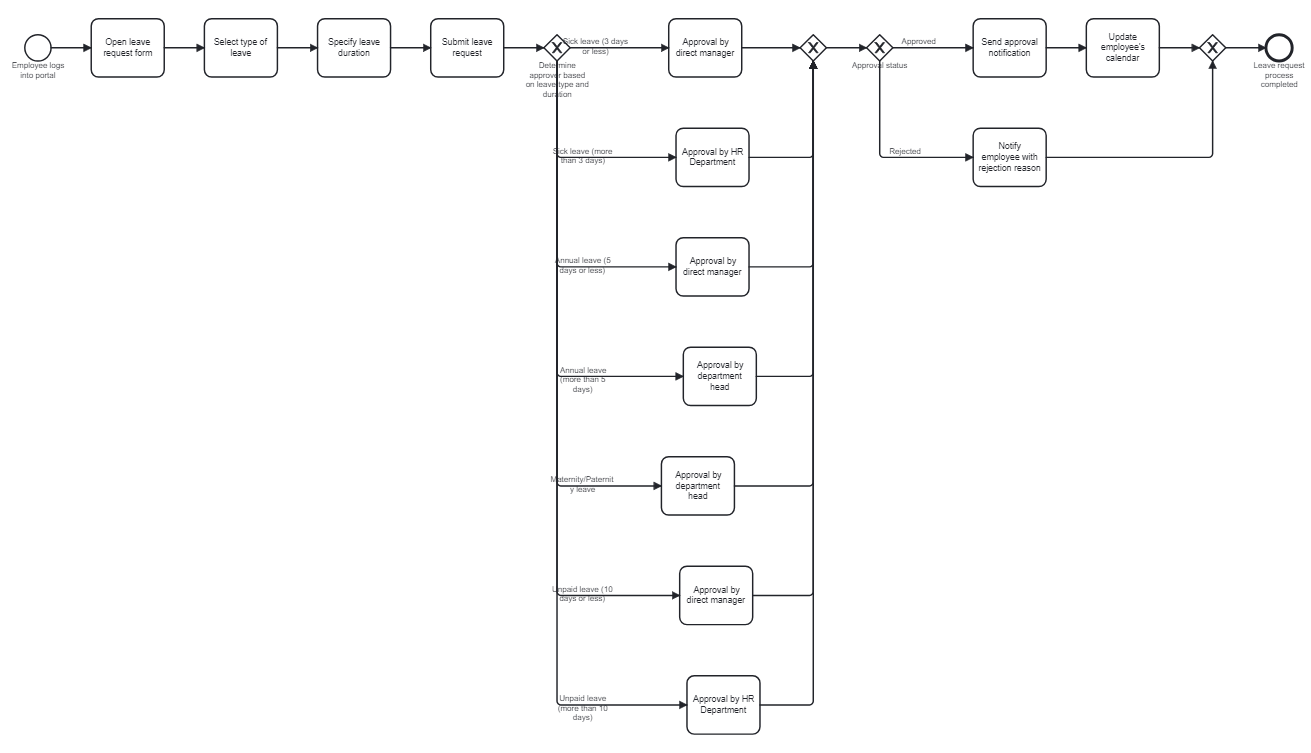 Employee logs
into portal
Open leave
request form
Select type of
leave
Specify leave
duration
Submit leave
request
Determine
approver based
on leave type and
duration
Sick leave (3 days
or less)
Approval by
direct manager
Sick leave (more
than 3 days)
Approval by HR
Department
Annual leave (5
days or less)
Approval by
direct manager
Annual leave
(more than 5
days)
Approval by
department
head
Maternity/Paternit
y leave
Approval by
department
head
Unpaid leave (10
days or less)
Approval by
direct manager
Unpaid leave
(more than 10
days)
Approval by HR
Department
Approval status
Approved
Send approval
notification
Update
employee's
calendar
Rejected
Notify
employee with
rejection reason
Leave request
process
completed